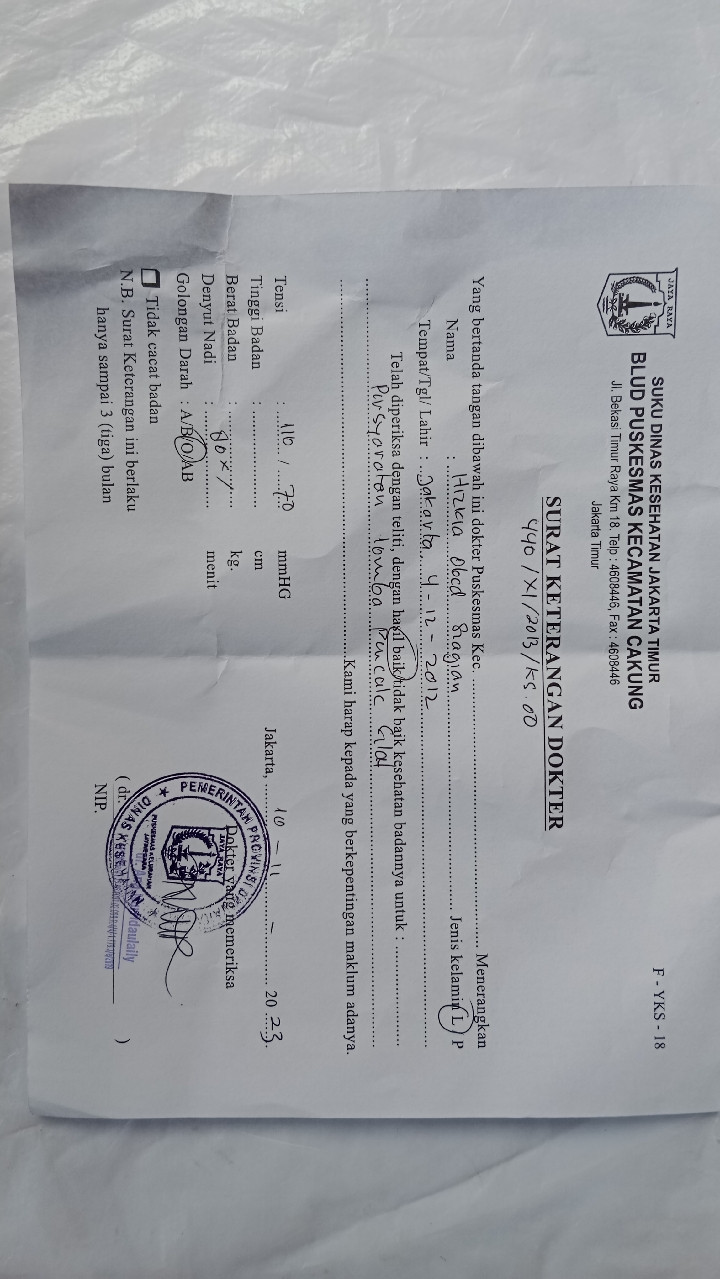 F - YKS - 18
JAYA RAYA
SUKU DINAS KESEHATAN JAKARTA TIMUR
BLUD PUSKESMAS KECAMATAN CAKUNG
Jl. Bekasi Timur Raya Km 18. Telp : 4608446, Fax : 4608446
Jakarta Timur
SURAT KETERANGAN DOKTER
440 / XI / 2013 / KS.00
Yang bertanda tangan dibawah ini dokter Puskesmas Kec. .......... Menerangkan
Nama : Hizkia Obed Siagian Jenis kelamin L / P
Tempat/Tgl/ Lahir : Jakarta 4 - 12 - 2012
Telah diperiksa dengan teliti, dengan hasil baik/tidak baik kesehatan badannya untuk : ..........
Persyaratan lomba Pencak Silat
.......... Kami harap kepada yang berkepentingan maklum adanya.
Tensi : 110 / 70 mmHG
Tinggi Badan : .......... cm
Berat Badan : .......... kg.
Denyut Nadi : 80 x / menit
Golongan Darah : A/B/O/AB
☐ Tidak cacat badan
N.B. Surat Keterangan ini berlaku
hanya sampai 3 (tiga) bulan
Jakarta, 10 - 11 - 2023.
Dokter yang memeriksa
PEMERINTAH PROVINSI
DINAS KESEHATAN
JAYA RAYA
( dr. )
NIP.